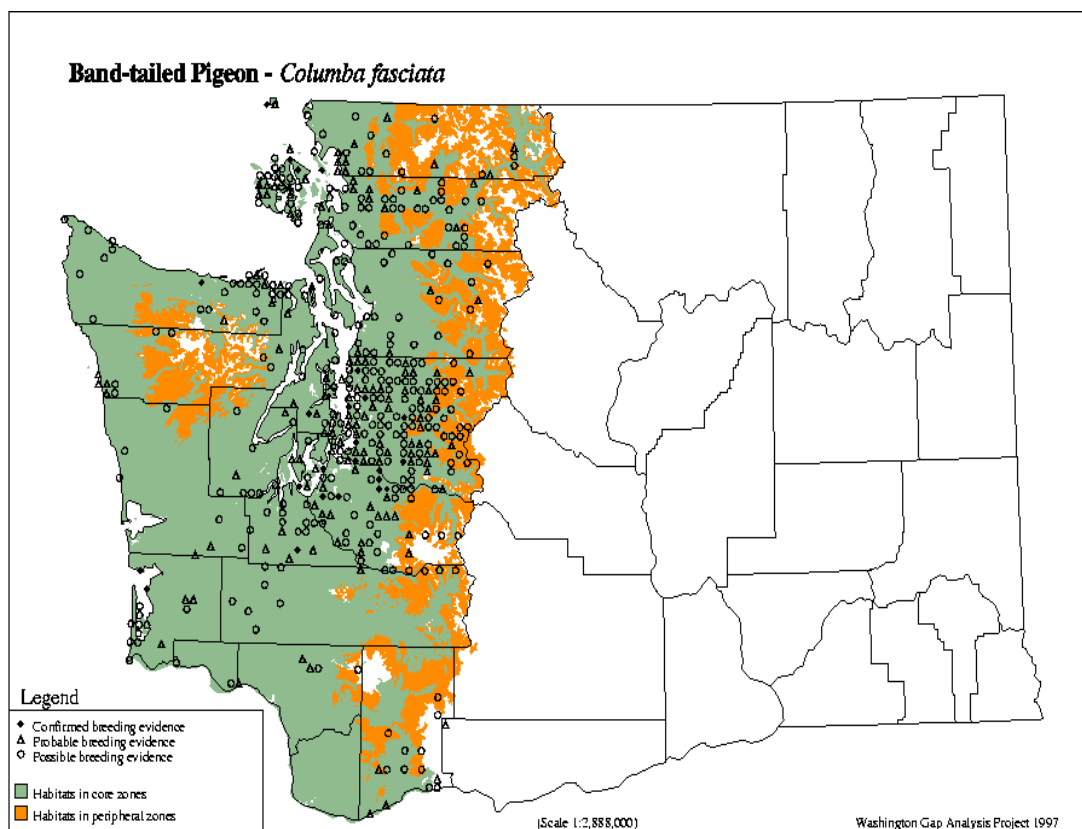 Band-tailed Pigeon - Columba fasciata
Legend
Confirmed breeding evidence
Probable breeding evidence
Possible breeding evidence
Habitats in core zones
Habitats in peripheral zones
(Scale 1:2,888,000)
Washington Gap Analysis Project 1997